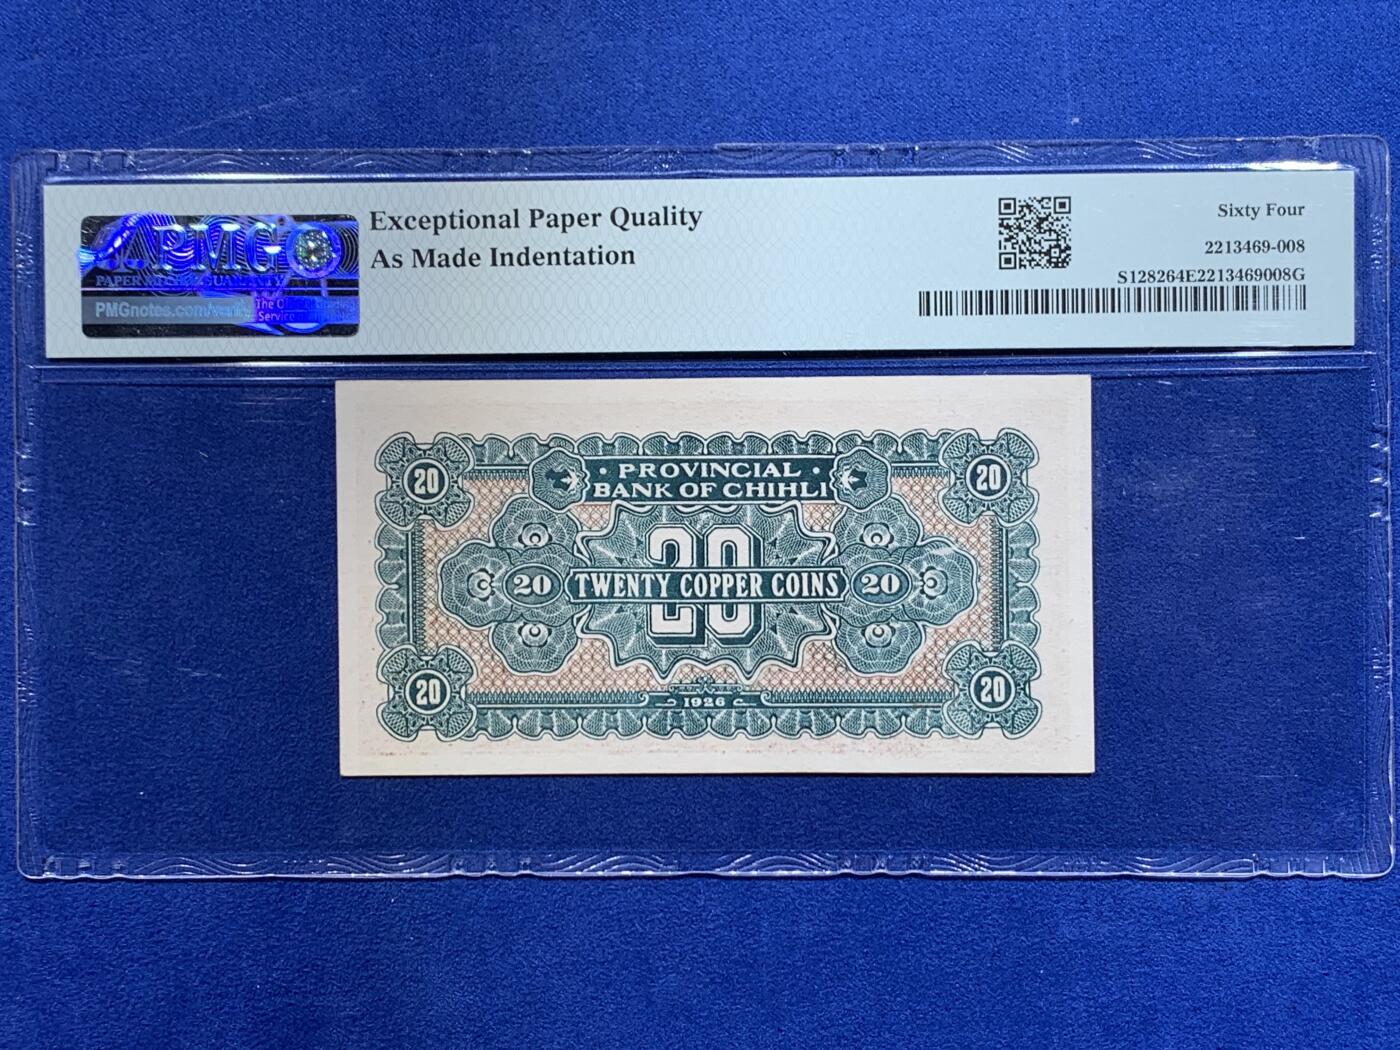 PMG
PMGnotes.com/verify
Exceptional Paper Quality
As Made Indentation
Sixty Four
2213469-008
S128264E2213469008G
20
· PROVINCIAL ·
BANK OF CHIHLI
20
20
20 TWENTY COPPER COINS 20
20
1926
20